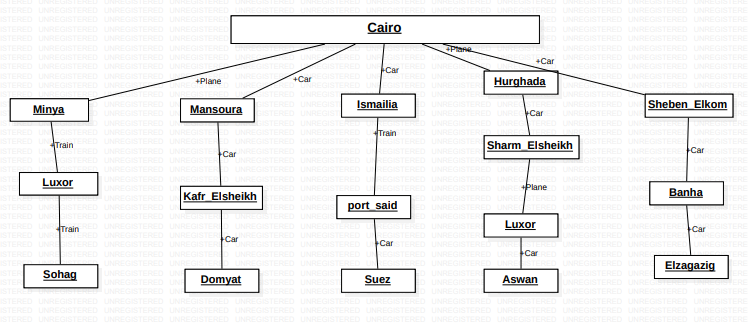 Cairo
+Plane
+Car
+Car
+Plane
+Car
Minya
Mansoura
Ismailia
Hurghada
Sheben_Elkom
+Train
+Car
+Train
+Car
+Car
Luxor
Kafr_Elsheikh
port_said
Sharm_Elsheikh
Banha
+Train
+Car
+Car
+Plane
+Car
Sohag
Domyat
Suez
Luxor
Elzagazig
+Car
Aswan